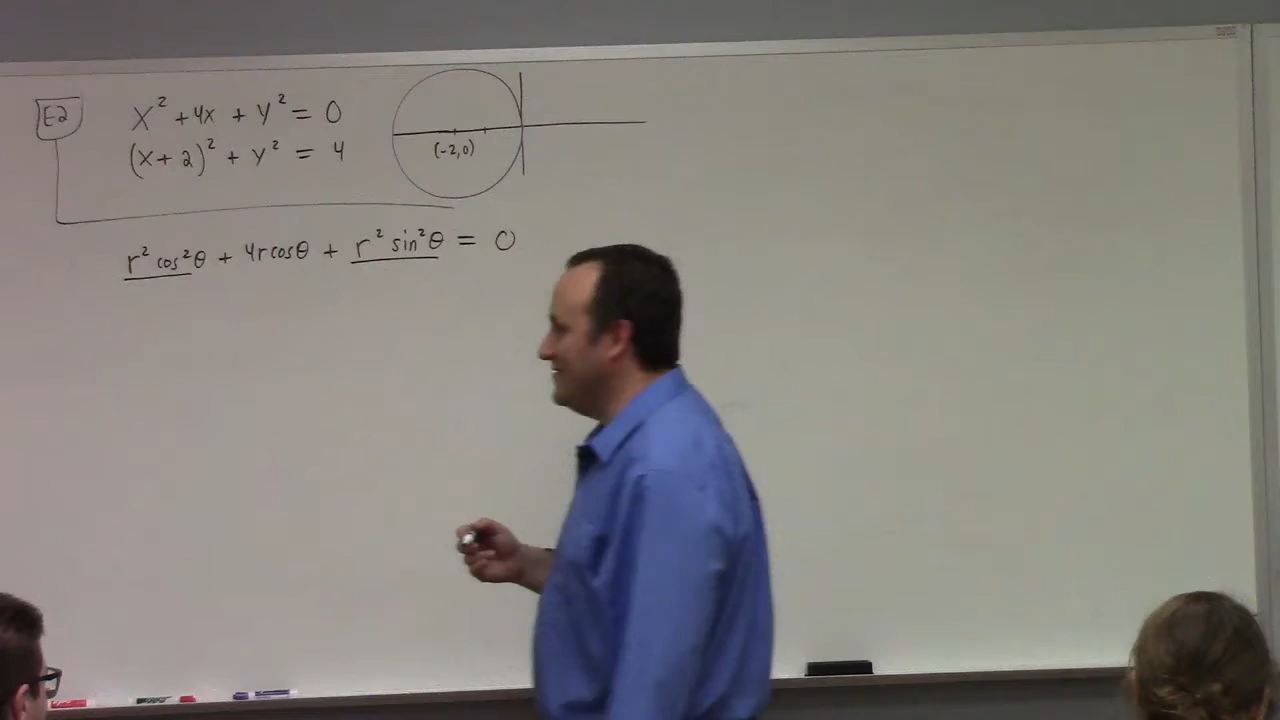 E2
x² + 4x + y² = 0
(x + 2)² + y² = 4
(-2,0)
r² cos²θ + 4r cosθ + r² sin²θ = 0